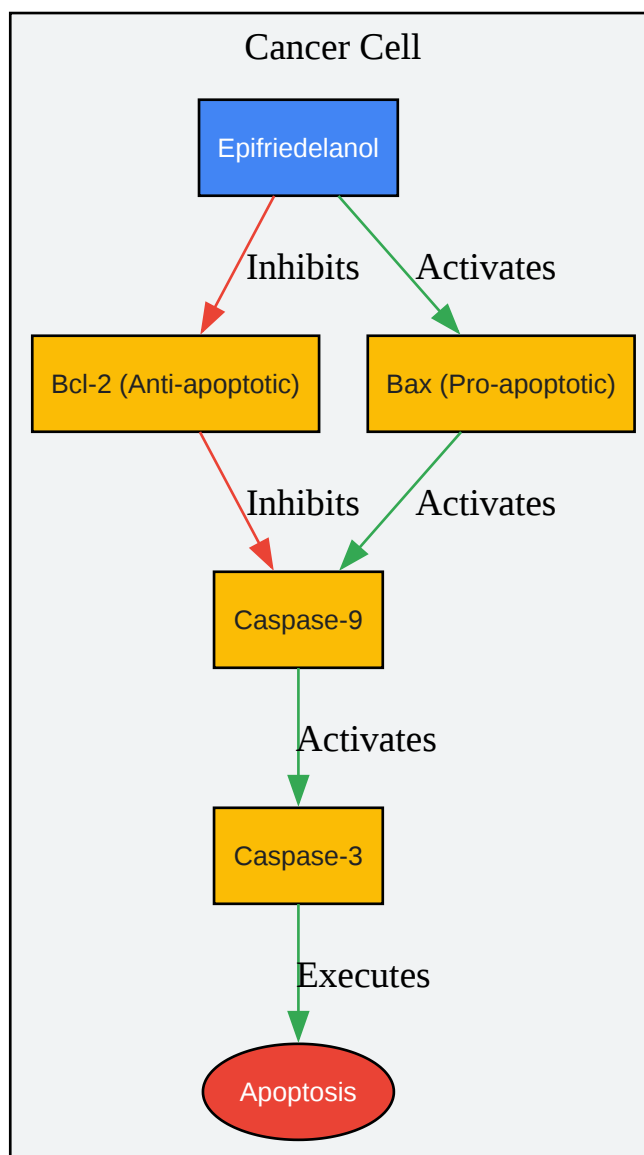 Cancer Cell
Epifriedelanol
Inhibits
Activates
Bcl-2 (Anti-apoptotic)
Bax (Pro-apoptotic)
Inhibits
Activates
Caspase-9
Activates
Caspase-3
Executes
Apoptosis